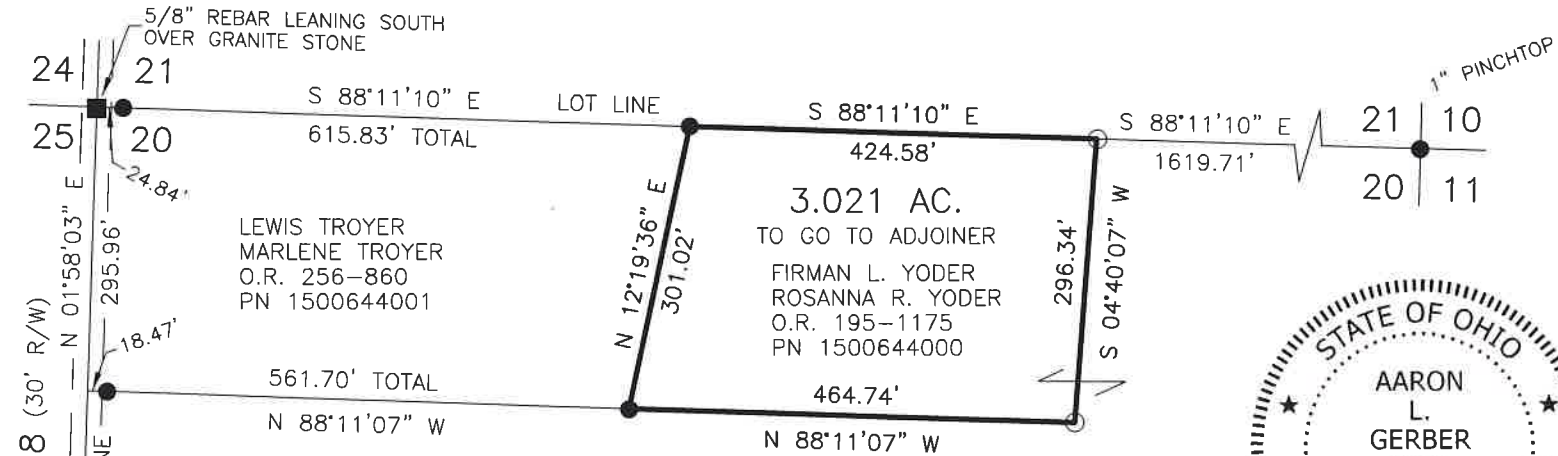 5/8" REBAR LEANING SOUTH
OVER GRANITE STONE
24
21
25
20
S 88°11'10" E
LOT LINE
615.83' TOTAL
24.84'
S 88°11'10" E
424.58'
S 88°11'10" E
1619.71'
1" PINCHTOP
21
10
20
11
N 01°58'03" E
295.96'
LEWIS TROYER
MARLENE TROYER
O.R. 256-860
PN 1500644001
N 12°19'36" E
301.02'
3.021 AC.
TO GO TO ADJOINER
FIRMAN L. YODER
ROSANNA R. YODER
O.R. 195-1175
PN 1500644000
296.34'
S 04°40'07" W
18.47'
561.70' TOTAL
N 88°11'07" W
464.74'
N 88°11'07" W
8 (30' R/W)
NE
STATE OF OHIO
AARON
L.
GERBER